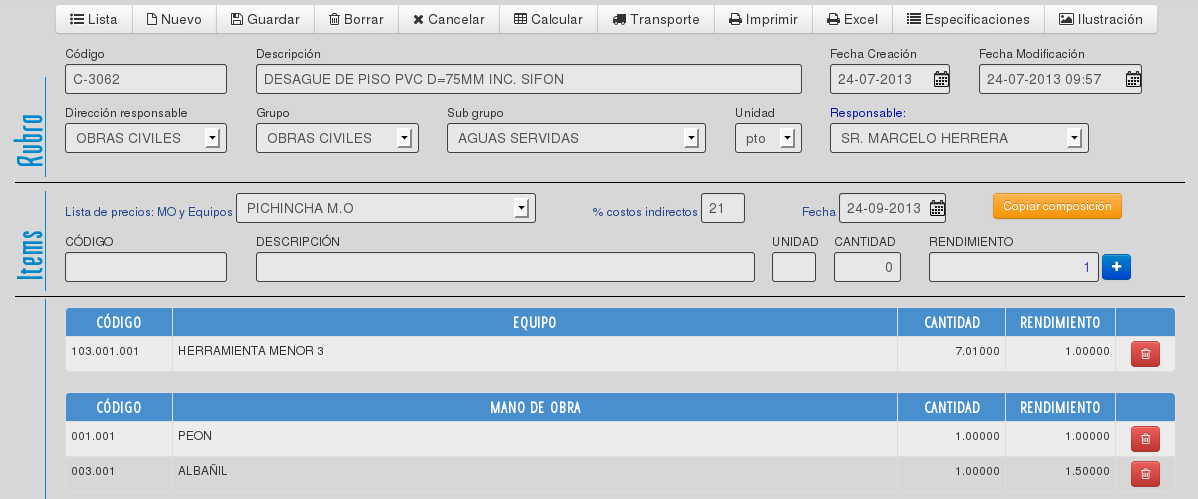 Lista Nuevo Guardar Borrar Cancelar Calcular Transporte Imprimir Excel Especificaciones Ilustración
Rubro
Código Descripción Fecha Creación Fecha Modificación
C-3062 DESAGUE DE PISO PVC D=75MM INC. SIFON 24-07-2013 24-07-2013 09:57
Dirección responsable Grupo Sub grupo Unidad Responsable:
OBRAS CIVILES OBRAS CIVILES AGUAS SERVIDAS pto SR. MARCELO HERRERA
Items
Lista de precios: MO y Equipos PICHINCHA M.O % costos indirectos 21 Fecha 24-09-2013 Copiar composición
CÓDIGO DESCRIPCIÓN UNIDAD CANTIDAD RENDIMIENTO
0 1 +
CÓDIGO EQUIPO CANTIDAD RENDIMIENTO
103.001.001 HERRAMIENTA MENOR 3 7.01000 1.00000
CÓDIGO MANO DE OBRA CANTIDAD RENDIMIENTO
001.001 PEON 1.00000 1.00000
003.001 ALBAÑIL 1.00000 1.50000